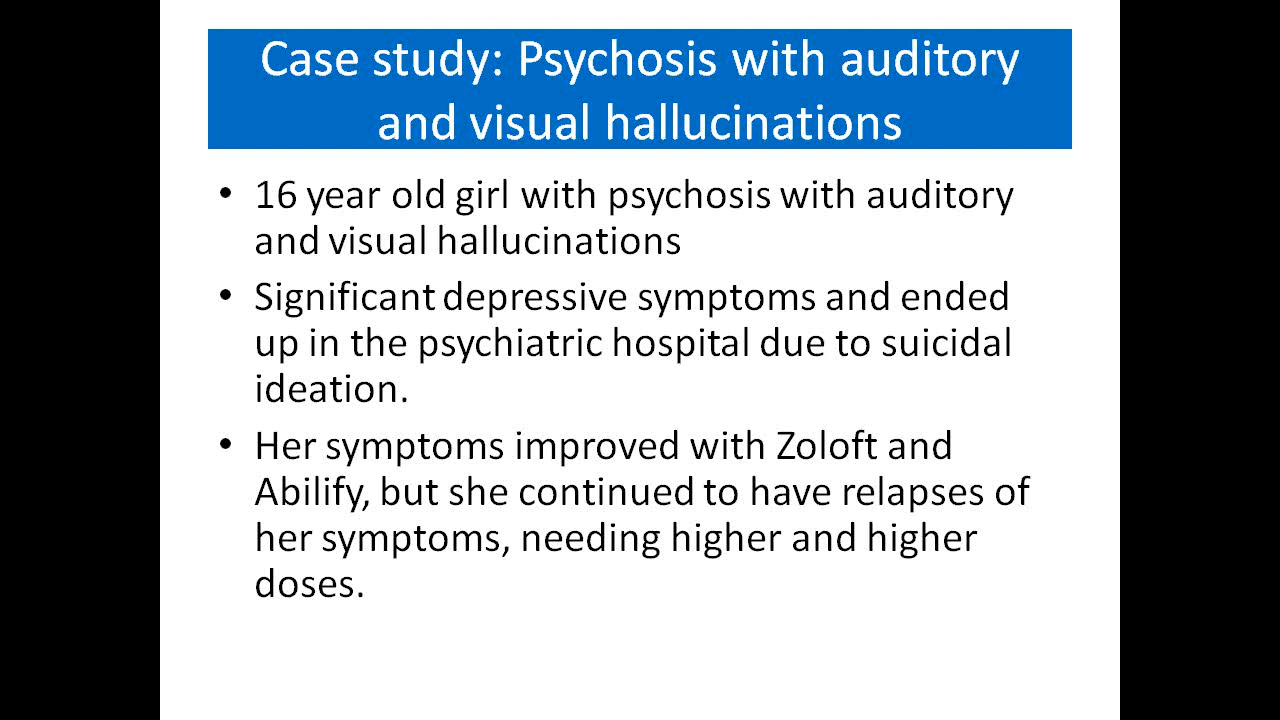 Case study: Psychosis with auditory
and visual hallucinations
• 16 year old girl with psychosis with auditory
and visual hallucinations
• Significant depressive symptoms and ended
up in the psychiatric hospital due to suicidal
ideation.
• Her symptoms improved with Zoloft and
Abilify, but she continued to have relapses of
her symptoms, needing higher and higher
doses.